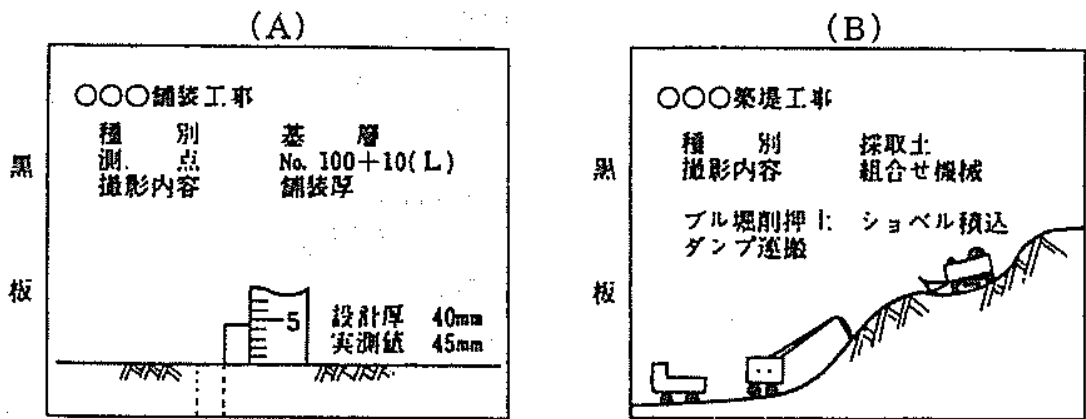 (A)
○○○舗装工事
種 別 基 層
測 点 No. 100+10(L)
撮影内容 舗装厚
5
設計厚 40mm
実測値 45mm
黒板
(B)
○○○築堤工事
種 別 採取土
撮影内容 組合せ機械
ブル堀削押土 ショベル積込
ダンプ運搬
黒板